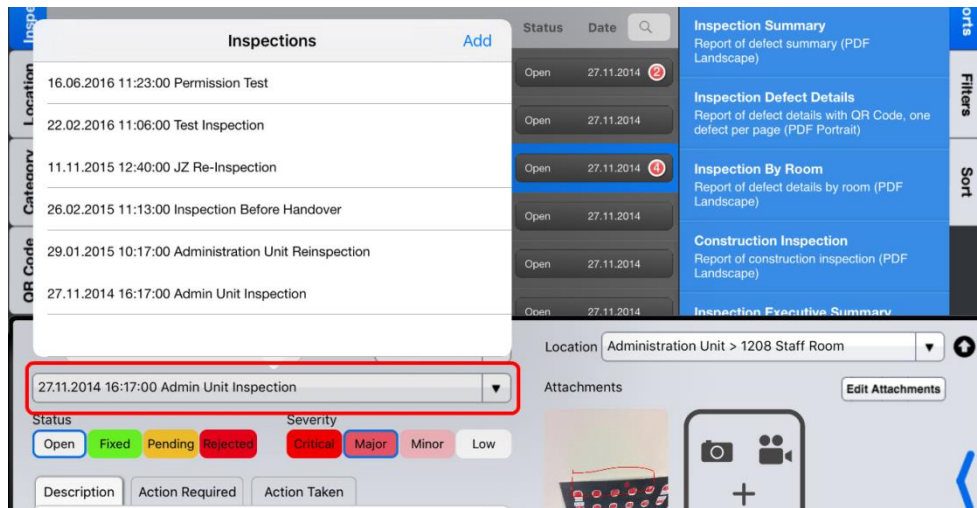 Inspections
Add
16.06.2016 11:23:00 Permission Test
22.02.2016 11:06:00 Test Inspection
11.11.2015 12:40:00 JZ Re-Inspection
26.02.2015 11:13:00 Inspection Before Handover
29.01.2015 10:17:00 Administration Unit Reinspection
27.11.2014 16:17:00 Admin Unit Inspection
Location
Category
QR Code
Status Date
Open 27.11.2014 2
Open 27.11.2014
Open 27.11.2014 4
Open 27.11.2014
Open 27.11.2014
Open 27.11.2014
Inspection Summary
Report of defect summary (PDF
Landscape)
Inspection Defect Details
Report of defect details with QR Code, one
defect per page (PDF Portrait)
Inspection By Room
Report of defect details by room (PDF
Landscape)
Construction Inspection
Report of construction inspection (PDF
Landscape)
Inspection Executive Summary
Filters
Sort
27.11.2014 16:17:00 Admin Unit Inspection
Status
Open Fixed Pending Rejected
Severity
Critical Major Minor Low
Description Action Required Action Taken
Location Administration Unit > 1208 Staff Room
Attachments Edit Attachments